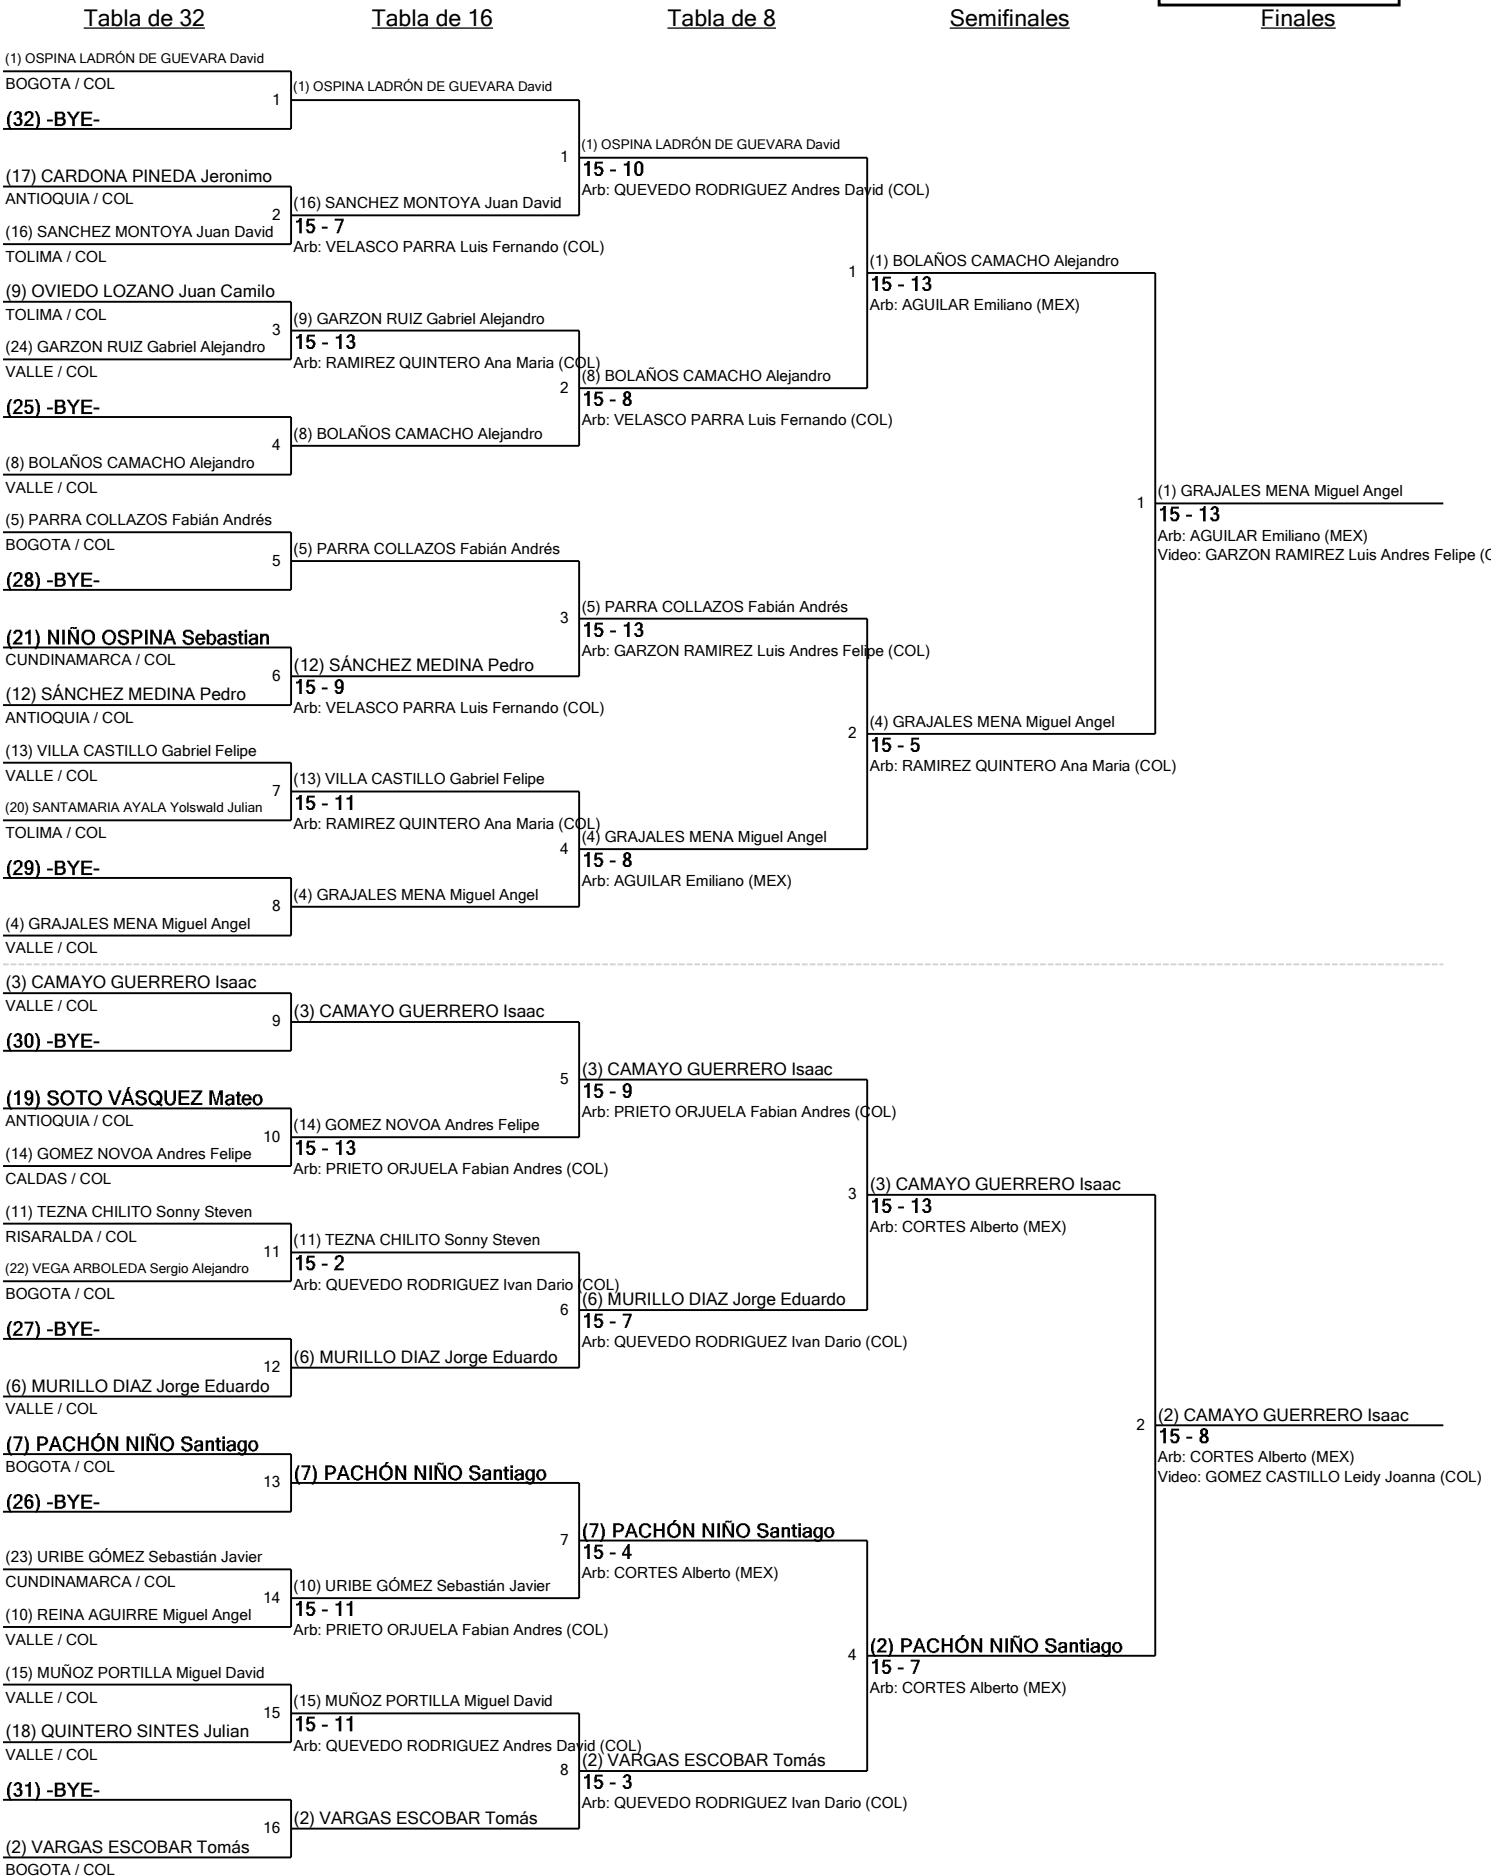 Tabla de 32
Tabla de 16
Tabla de 8
Semifinales
Finales
(1) OSPINA LADRÓN DE GUEVARA David
BOGOTA / COL
1
(32) -BYE-
(17) CARDONA PINEDA Jeronimo
ANTIOQUIA / COL
2
(16) SANCHEZ MONTOYA Juan David
TOLIMA / COL
(9) OVIEDO LOZANO Juan Camilo
TOLIMA / COL
3
(24) GARZON RUIZ Gabriel Alejandro
VALLE / COL
(25) -BYE-
4
(8) BOLAÑOS CAMACHO Alejandro
VALLE / COL
(5) PARRA COLLAZOS Fabián Andrés
BOGOTA / COL
5
(28) -BYE-
(21) NIÑO OSPINA Sebastian
CUNDINAMARCA / COL
6
(12) SÁNCHEZ MEDINA Pedro
ANTIOQUIA / COL
(13) VILLA CASTILLO Gabriel Felipe
VALLE / COL
7
(20) SANTAMARIA AYALA Yolswald Julian
TOLIMA / COL
(29) -BYE-
8
(4) GRAJALES MENA Miguel Angel
VALLE / COL
(3) CAMAYO GUERRERO Isaac
VALLE / COL
9
(30) -BYE-
(19) SOTO VÁSQUEZ Mateo
ANTIOQUIA / COL
10
(14) GOMEZ NOVOA Andres Felipe
CALDAS / COL
(11) TEZNA CHILITO Sonny Steven
RISARALDA / COL
11
(22) VEGA ARBOLEDA Sergio Alejandro
BOGOTA / COL
(27) -BYE-
12
(6) MURILLO DIAZ Jorge Eduardo
VALLE / COL
(7) PACHÓN NIÑO Santiago
BOGOTA / COL
13
(26) -BYE-
(23) URIBE GÓMEZ Sebastián Javier
CUNDINAMARCA / COL
14
(10) REINA AGUIRRE Miguel Angel
VALLE / COL
(15) MUÑOZ PORTILLA Miguel David
VALLE / COL
15
(18) QUINTERO SINTES Julian
VALLE / COL
(31) -BYE-
16
(2) VARGAS ESCOBAR Tomás
BOGOTA / COL
(1) OSPINA LADRÓN DE GUEVARA David
1
(16) SANCHEZ MONTOYA Juan David
15 - 7
Arb: VELASCO PARRA Luis Fernando (COL)
(9) GARZON RUIZ Gabriel Alejandro
15 - 13
Arb: RAMIREZ QUINTERO Ana Maria (COL)
2
(8) BOLAÑOS CAMACHO Alejandro
(5) PARRA COLLAZOS Fabián Andrés
3
(12) SÁNCHEZ MEDINA Pedro
15 - 9
Arb: VELASCO PARRA Luis Fernando (COL)
(13) VILLA CASTILLO Gabriel Felipe
15 - 11
Arb: RAMIREZ QUINTERO Ana Maria (COL)
4
(4) GRAJALES MENA Miguel Angel
(3) CAMAYO GUERRERO Isaac
5
(14) GOMEZ NOVOA Andres Felipe
15 - 13
Arb: PRIETO ORJUELA Fabian Andres (COL)
(11) TEZNA CHILITO Sonny Steven
15 - 2
Arb: QUEVEDO RODRIGUEZ Ivan Dario (COL)
6
(6) MURILLO DIAZ Jorge Eduardo
(7) PACHÓN NIÑO Santiago
7
(10) URIBE GÓMEZ Sebastián Javier
15 - 11
Arb: PRIETO ORJUELA Fabian Andres (COL)
(15) MUÑOZ PORTILLA Miguel David
15 - 11
Arb: QUEVEDO RODRIGUEZ Andres David (COL)
8
(2) VARGAS ESCOBAR Tomás
(1) OSPINA LADRÓN DE GUEVARA David
15 - 10
Arb: QUEVEDO RODRIGUEZ Andres David (COL)
1
(8) BOLAÑOS CAMACHO Alejandro
15 - 8
Arb: VELASCO PARRA Luis Fernando (COL)
(5) PARRA COLLAZOS Fabián Andrés
15 - 13
Arb: GARZON RAMIREZ Luis Andres Felipe (COL)
2
(4) GRAJALES MENA Miguel Angel
15 - 8
Arb: AGUILAR Emiliano (MEX)
(3) CAMAYO GUERRERO Isaac
15 - 9
Arb: PRIETO ORJUELA Fabian Andres (COL)
3
(6) MURILLO DIAZ Jorge Eduardo
15 - 7
Arb: QUEVEDO RODRIGUEZ Ivan Dario (COL)
(7) PACHÓN NIÑO Santiago
15 - 4
Arb: CORTES Alberto (MEX)
4
(2) VARGAS ESCOBAR Tomás
15 - 3
Arb: QUEVEDO RODRIGUEZ Ivan Dario (COL)
(1) BOLAÑOS CAMACHO Alejandro
15 - 13
Arb: AGUILAR Emiliano (MEX)
1
(4) GRAJALES MENA Miguel Angel
15 - 5
Arb: RAMIREZ QUINTERO Ana Maria (COL)
(3) CAMAYO GUERRERO Isaac
15 - 13
Arb: CORTES Alberto (MEX)
2
(2) PACHÓN NIÑO Santiago
15 - 7
Arb: CORTES Alberto (MEX)
(1) GRAJALES MENA Miguel Angel
15 - 13
Arb: AGUILAR Emiliano (MEX)
Video: GARZON RAMIREZ Luis Andres Felipe (
(2) CAMAYO GUERRERO Isaac
15 - 8
Arb: CORTES Alberto (MEX)
Video: GOMEZ CASTILLO Leidy Joanna (COL)